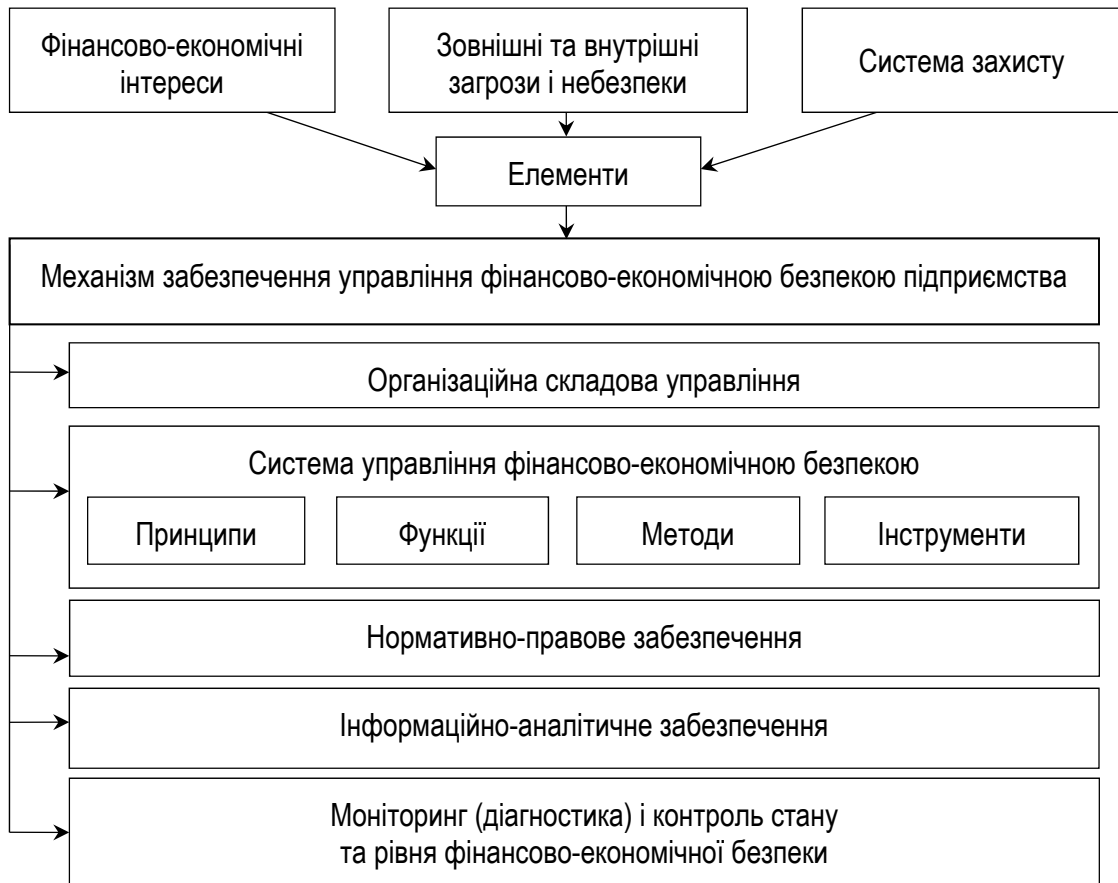 Фінансово-економічні
інтереси
Зовнішні та внутрішні
загрози і небезпеки
Система захисту
Елементи
Механізм забезпечення управління фінансово-економічною безпекою підприємства
Організаційна складова управління
Система управління фінансово-економічною безпекою
Принципи
Функції
Методи
Інструменти
Нормативно-правове забезпечення
Інформаційно-аналітичне забезпечення
Моніторинг (діагностика) і контроль стану
та рівня фінансово-економічної безпеки